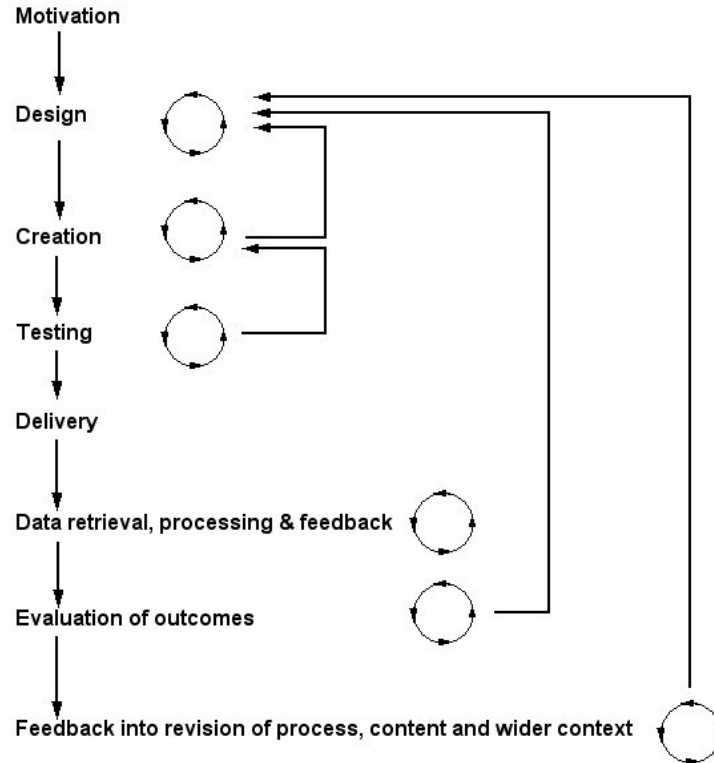 Motivation
Design
Creation
Testing
Delivery
Data retrieval, processing & feedback
Evaluation of outcomes
Feedback into revision of process, content and wider context